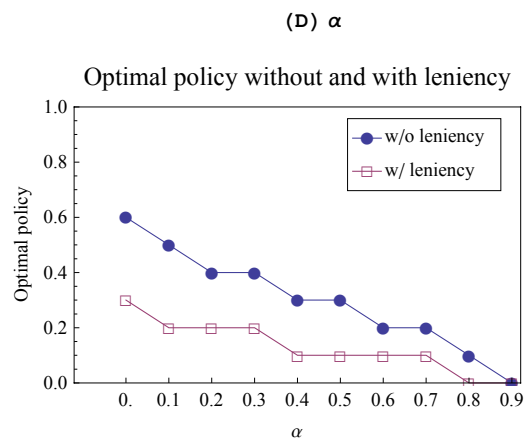 (D) α
Optimal policy without and with leniency
1.0
0.8
0.6
0.4
0.2
0.0
Optimal policy
w/o leniency
w/ leniency
0. 0.1 0.2 0.3 0.4 0.5 0.6 0.7 0.8 0.9
α